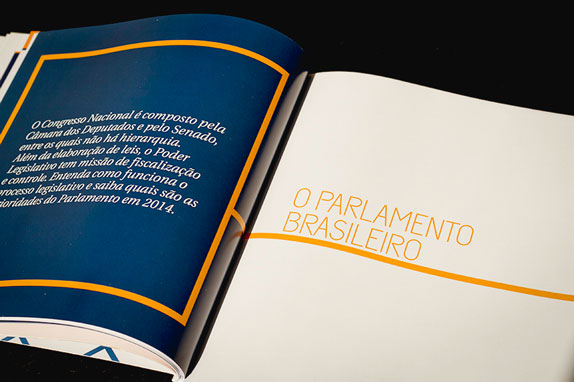 O Congresso Nacional é composto pela
Câmara dos Deputados e pelo Senado,
entre os quais não há hierarquia.
Além da elaboração de leis, o Poder
Legislativo tem missão de fiscalização
e controle. Entenda como funciona o
processo legislativo e saiba quais são as
prioridades do Parlamento em 2014.
O PARLAMENTO
BRASILEIRO